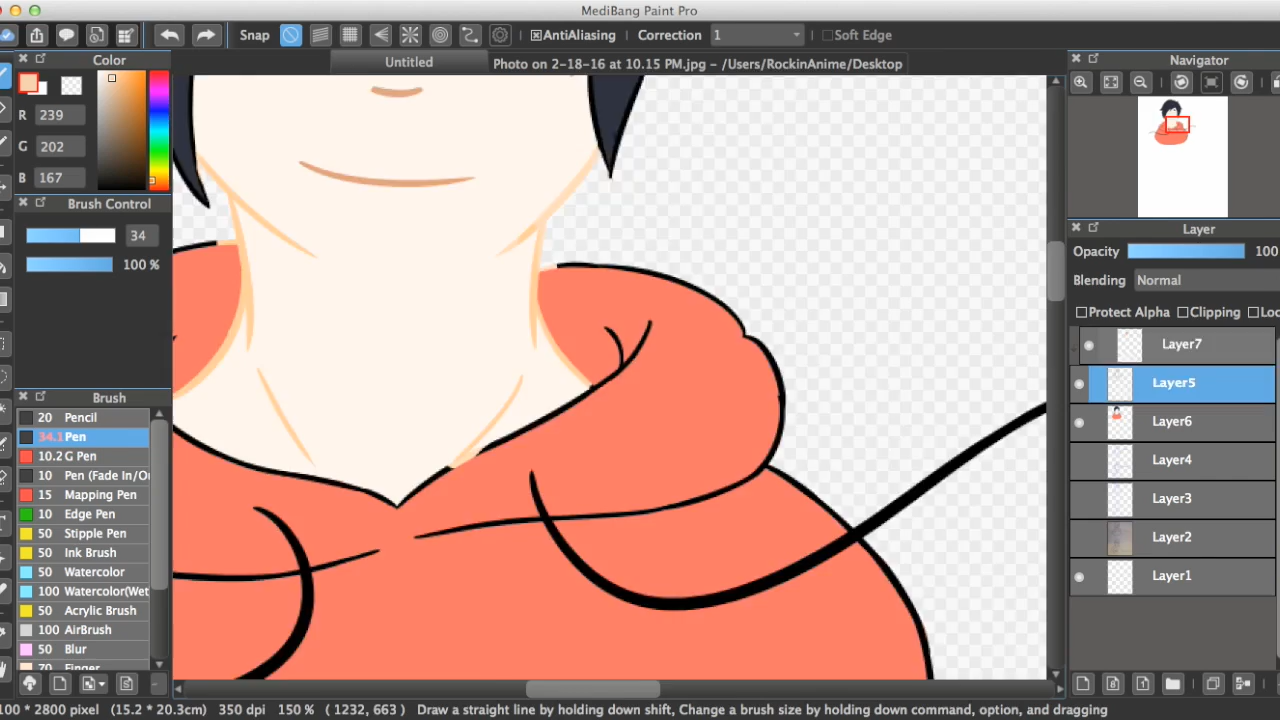 MediBang Paint Pro
Snap
AntiAliasing
Correction
1
Soft Edge
Color
Untitled
Photo on 2-18-16 at 10.15 PM.jpg – /Users/RockinAnime/Desktop
Navigator
R 239
G 202
B 167
Brush Control
34
100 %
Layer
Opacity
100
Blending
Normal
Protect Alpha
Clipping
Loc
Layer7
Layer5
Layer6
Layer4
Layer3
Layer2
Layer1
Brush
20 Pencil
34.1 Pen
10.2 G Pen
10 Pen (Fade In/O
15 Mapping Pen
10 Edge Pen
50 Stipple Pen
50 Ink Brush
50 Watercolor
100 Watercolor(Wet
50 Acrylic Brush
100 AirBrush
50 Blur
70 Finger
100 * 2800 pixel (15.2 * 20.3cm) 350 dpi 150 % ( 1232, 663 ) Draw a straight line by holding down shift, Change a brush size by holding down command, option, and dragging